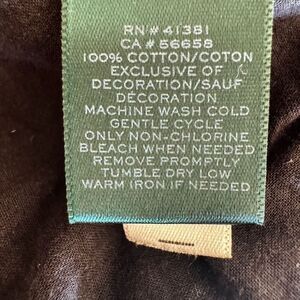 RN # 41381
CA # 56658
100% COTTON/COTON
EXCLUSIVE OF
DECORATION/SAUF
DÉCORATION
MACHINE WASH COLD
GENTLE CYCLE
ONLY NON-CHLORINE
BLEACH WHEN NEEDED
REMOVE PROMPTLY
TUMBLE DRY LOW
WARM IRON IF NEEDED